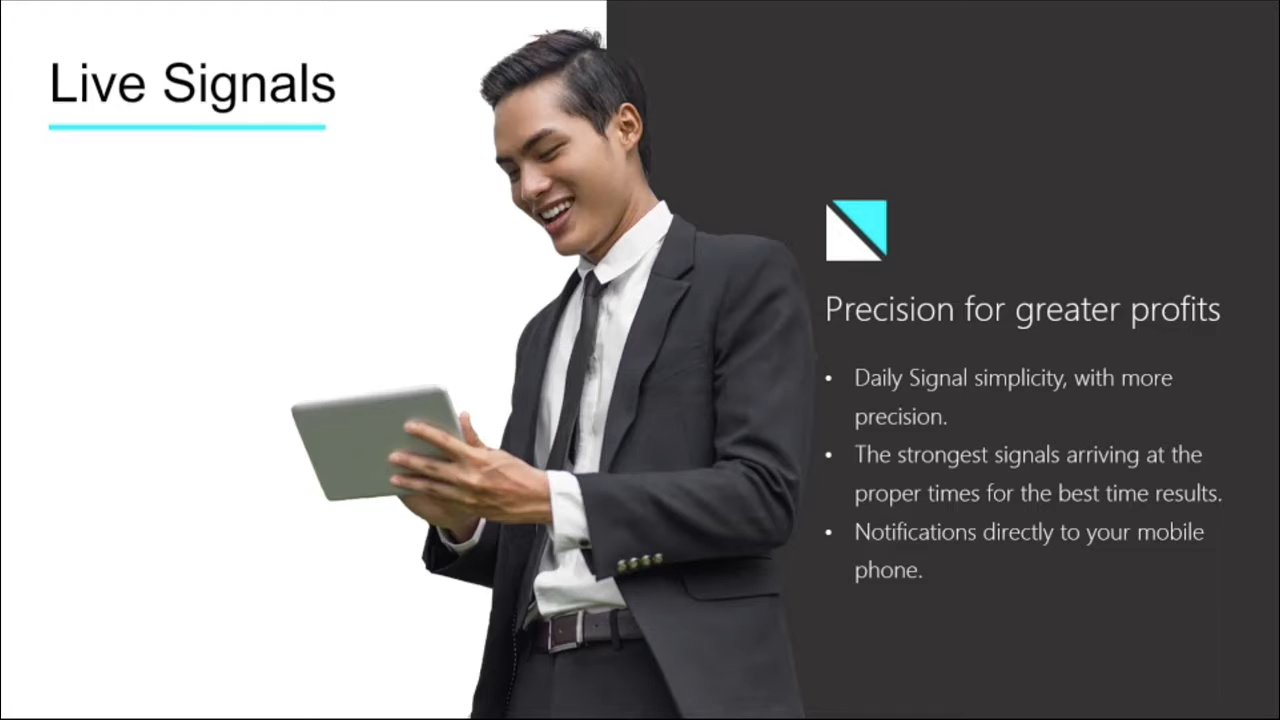 Live Signals
Precision for greater profits
• Daily Signal simplicity, with more
precision.
• The strongest signals arriving at the
proper times for the best time results.
• Notifications directly to your mobile
phone.